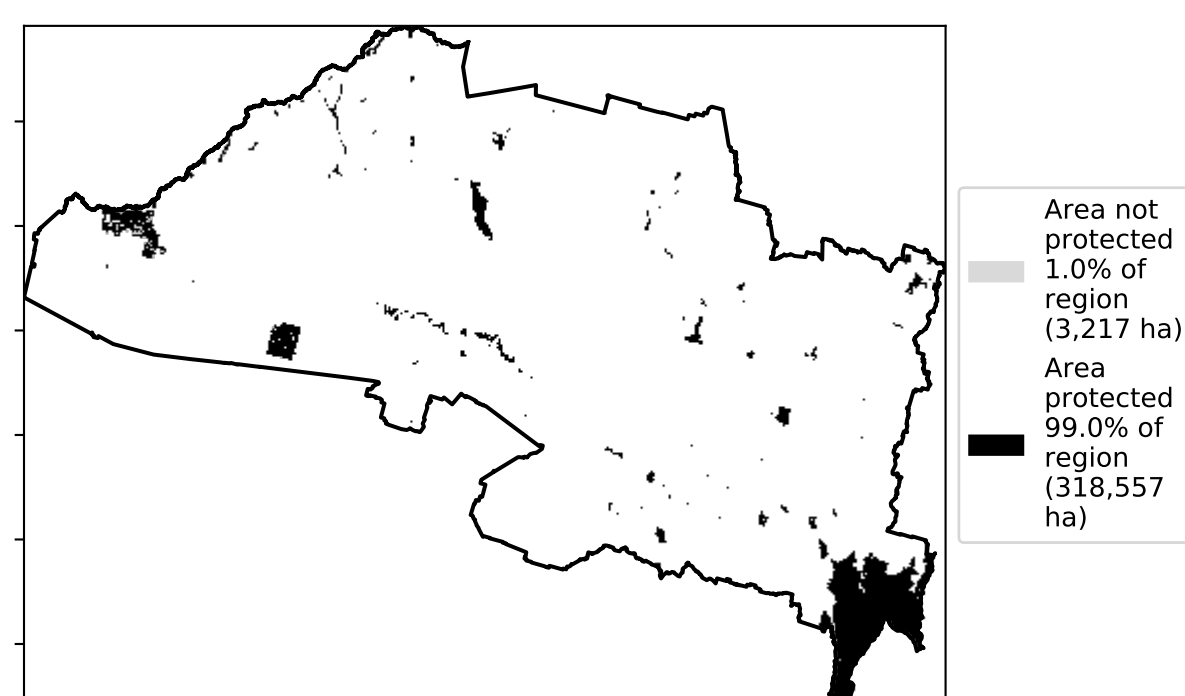 Area not
protected
1.0% of
region
(3,217 ha)
Area
protected
99.0% of
region
(318,557
ha)